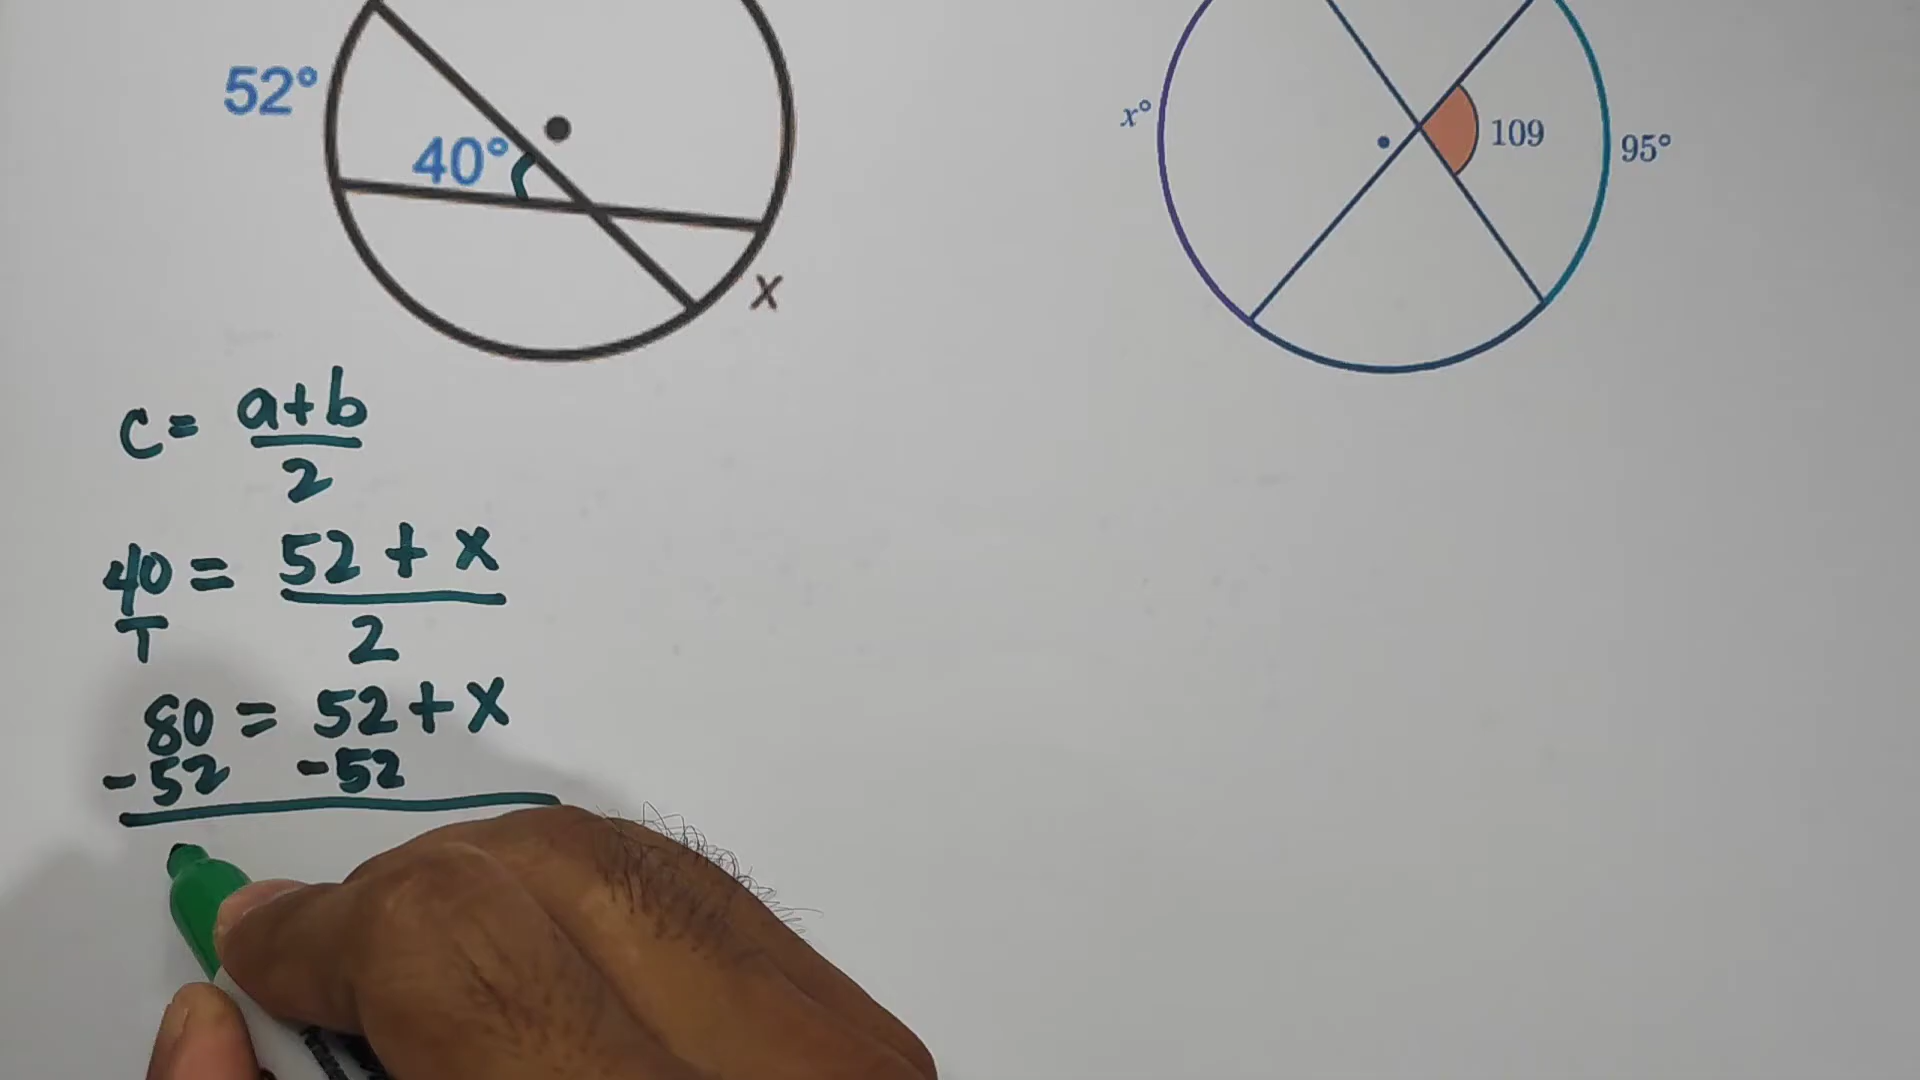 52°
40°
x
x°
109
95°
c = a+b
2
40 = 52 + x
1 2
80 = 52 + x
-52 -52